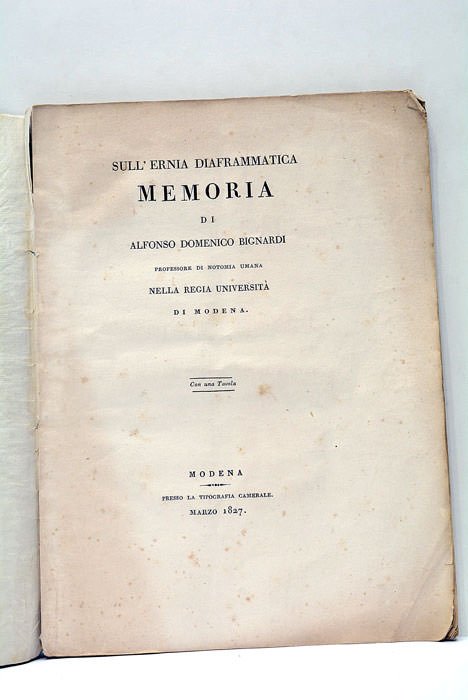 SULL' ERNIA DIAFRAMMATICA
MEMORIA
DI
ALFONSO DOMENICO BIGNARDI
PROFESSORE DI NOTOMIA UMANA
NELLA REGIA UNIVERSITÀ
DI MODENA.
Con una Tavola
MODENA
PRESSO LA TIPOGRAFIA CAMERALE.
MARZO 1827.